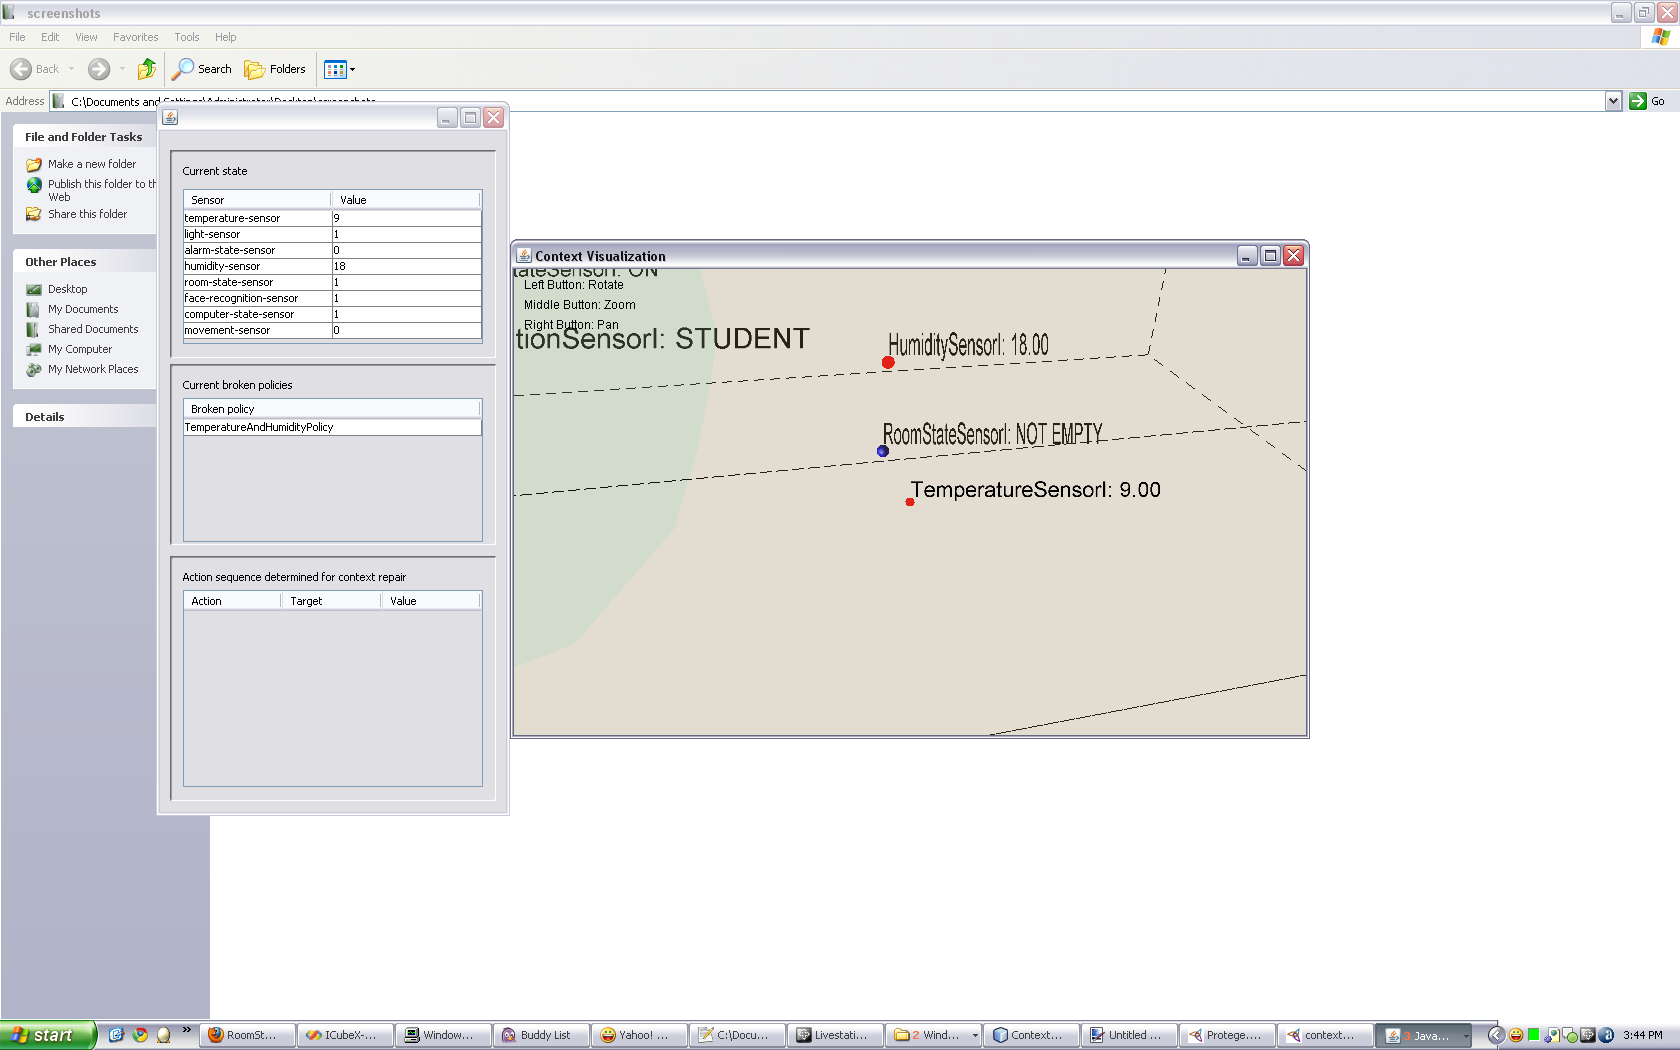 screenshots
File Edit View Favorites Tools Help
Back Search Folders
Address C:\Documents and Settings\Administrator\Desktop\screenshots Go
File and Folder Tasks
Make a new folder
Publish this folder to th
Web
Share this folder
Other Places
Desktop
My Documents
Shared Documents
My Computer
My Network Places
Details
Current state
Sensor Value
temperature-sensor 9
light-sensor 1
alarm-state-sensor 0
humidity-sensor 18
room-state-sensor 1
face-recognition-sensor 1
computer-state-sensor 1
movement-sensor 0
Current broken policies
Broken policy
TemperatureAndHumidityPolicy
Action sequence determined for context repair
Action Target Value
Context Visualization
tateSensorI: ON
Left Button: Rotate
Middle Button: Zoom
Right Button: Pan
tionSensorI: STUDENT
HumiditySensorI: 18.00
RoomStateSensorI: NOT EMPTY
TemperatureSensorI: 9.00
start » RoomSt... ICubeX-... Window... Buddy List Yahoo! ... C:\Docu... Livestati... 2 Wind... Context... Untitled ... Protege... context... 3 Java... 3:44 PM